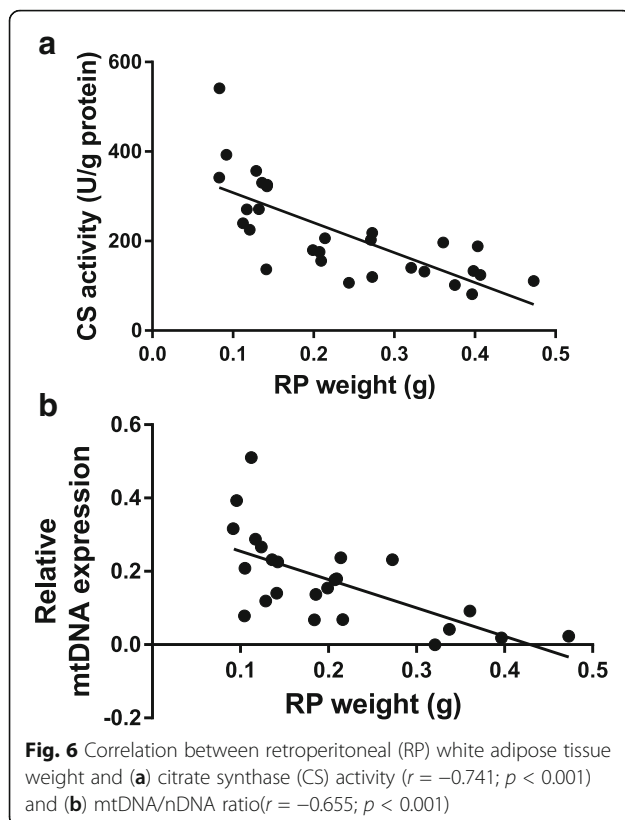 a
600
400
200
0
CS activity (U/g protein)
0.0 0.1 0.2 0.3 0.4 0.5
RP weight (g)
b
0.6
0.4
0.2
0.0
-0.2
Relative
mtDNA expression
0.1 0.2 0.3 0.4 0.5
RP weight (g)
Fig. 6 Correlation between retroperitoneal (RP) white adipose tissue
weight and (a) citrate synthase (CS) activity (r = −0.741; p < 0.001)
and (b) mtDNA/nDNA ratio(r = −0.655; p < 0.001)